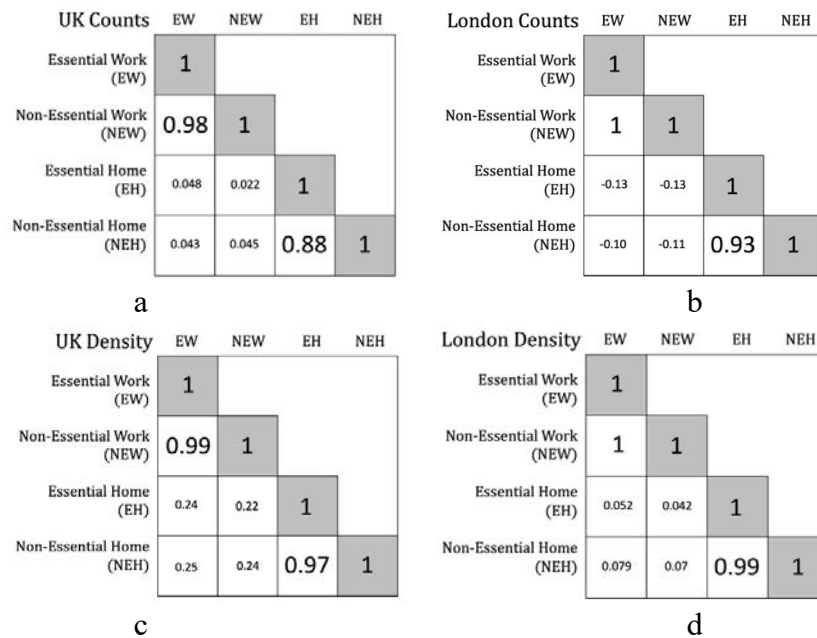 UK Counts EW NEW EH NEH
Essential Work
(EW)
1
Non-Essential Work
(NEW)
0.98 1
Essential Home
(EH)
0.048 0.022 1
Non-Essential Home
(NEH)
0.043 0.045 0.88 1
a
London Counts EW NEW EH NEH
Essential Work
(EW)
1
Non-Essential Work
(NEW)
1 1
Essential Home
(EH)
-0.13 -0.13 1
Non-Essential Home
(NEH)
-0.10 -0.11 0.93 1
b
UK Density EW NEW EH NEH
Essential Work
(EW)
1
Non-Essential Work
(NEW)
0.99 1
Essential Home
(EH)
0.24 0.22 1
Non-Essential Home
(NEH)
0.25 0.24 0.97 1
c
London Density EW NEW EH NEH
Essential Work
(EW)
1
Non-Essential Work
(NEW)
1 1
Essential Home
(EH)
0.052 0.042 1
Non-Essential Home
(NEH)
0.079 0.07 0.99 1
d